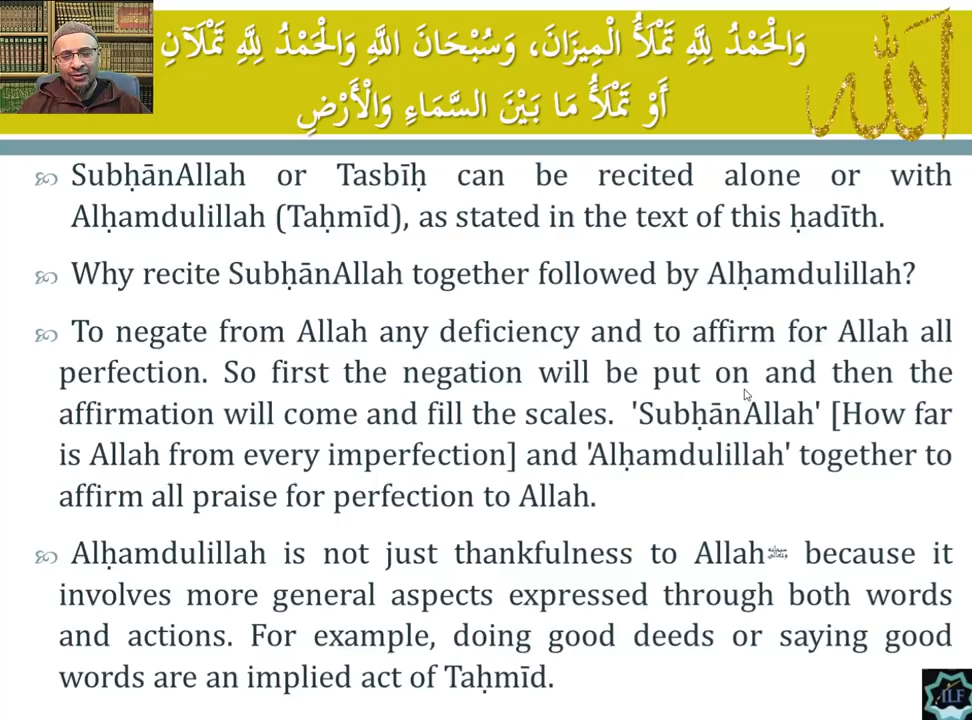 وَالْحَمْدُ لِلَّهِ تَمْلَأُ الْمِيزَانَ، وَسُبْحَانَ اللَّهِ وَالْحَمْدُ لِلَّهِ تَمْلَآنِ
أَوْ تَمْلَأُ مَا بَيْنَ السَّمَاءِ وَالْأَرْضِ
الله
SubḥānAllah or Tasbīḥ can be recited alone or with
Alḥamdulillah (Taḥmīd), as stated in the text of this ḥadīth.
Why recite SubḥānAllah together followed by Alḥamdulillah?
To negate from Allah any deficiency and to affirm for Allah all
perfection. So first the negation will be put on and then the
affirmation will come and fill the scales. 'SubḥānAllah' [How far
is Allah from every imperfection] and 'Alḥamdulillah' together to
affirm all praise for perfection to Allah.
Alḥamdulillah is not just thankfulness to Allah because it
involves more general aspects expressed through both words
and actions. For example, doing good deeds or saying good
words are an implied act of Taḥmīd.
ILF